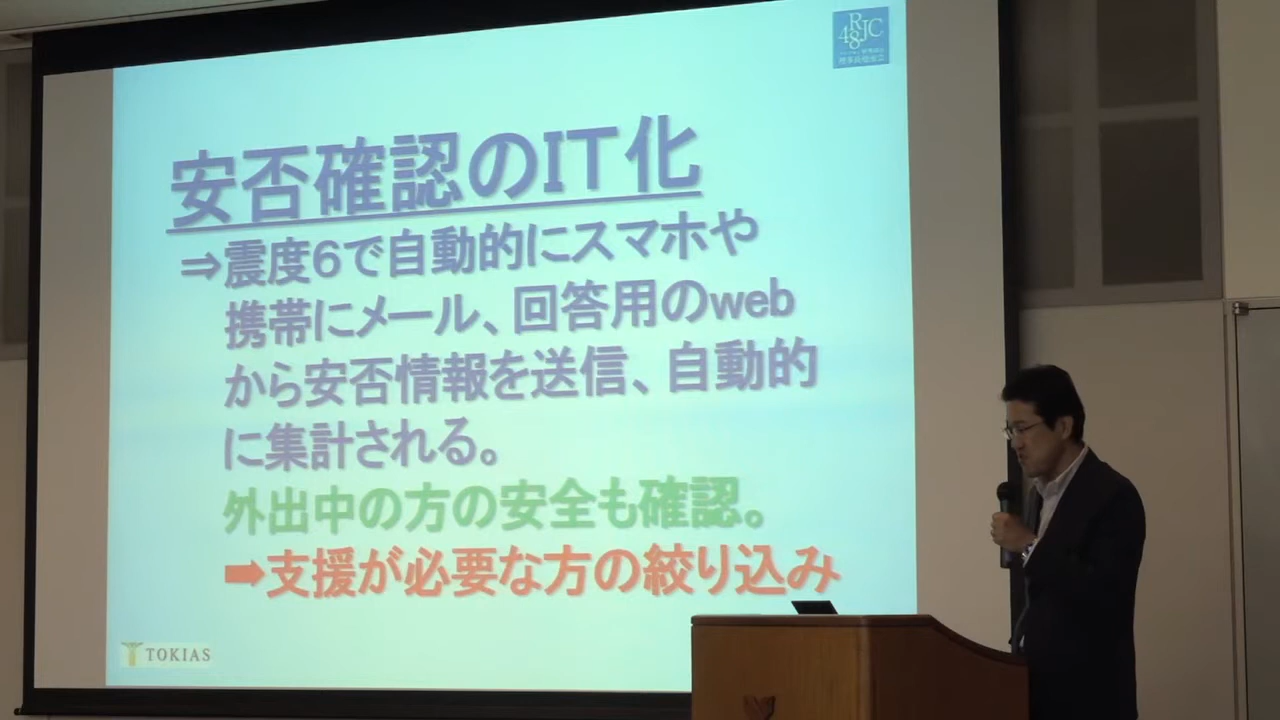 RJC
48
安否確認のIT化
⇒震度6で自動的にスマホや
携帯にメール、回答用のweb
から安否情報を送信、自動的
に集計される。
外出中の方の安全も確認。
➡支援が必要な方の絞り込み
TOKIAS